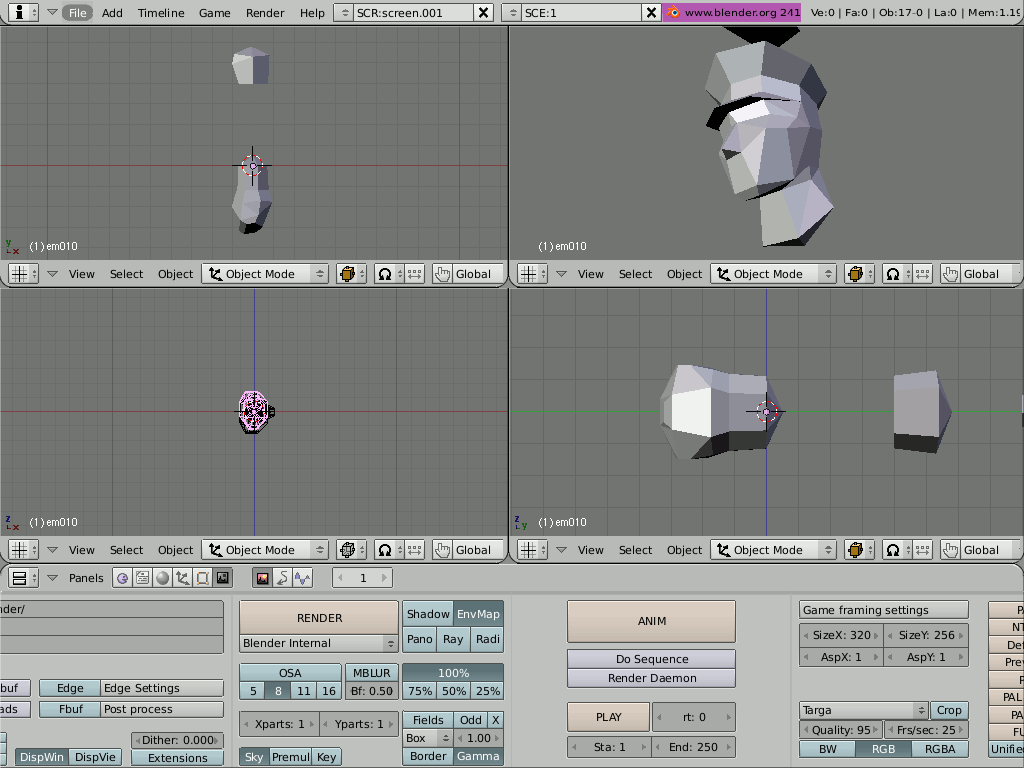 File Add Timeline Game Render Help SCR:screen.001 SCE:1 www.blender.org 241 Ve:0 | Fa:0 | Ob:17-0 | La:0 | Mem:1.19
(1) em010
(1) em010
View Select Object Object Mode Global
View Select Object Object Mode Global
(1) em010
(1) em010
View Select Object Object Mode Global
View Select Object Object Mode Global
Panels 1
nder/
RENDER
Blender Internal
Shadow EnvMap
Pano Ray Radi
ANIM
Game framing settings
SizeX: 320 SizeY: 256
AspX: 1 AspY: 1
Do Sequence
Render Daemon
OSA
5 8 11 16
MBLUR
Bf: 0.50
100%
75% 50% 25%
buf Edge Edge Settings
ads Fbuf Post process
Xparts: 1 Yparts: 1
Fields Odd X
Box 1.00
Border Gamma
PLAY rt: 0
Sta: 1 End: 250
Targa Crop
Quality: 95 Frs/sec: 25
BW RGB RGBA
Dither: 0.000
DispWin DispVie Extensions
Sky Premul Key
NT
Def
Prev
PAL
PA
FU
Unified